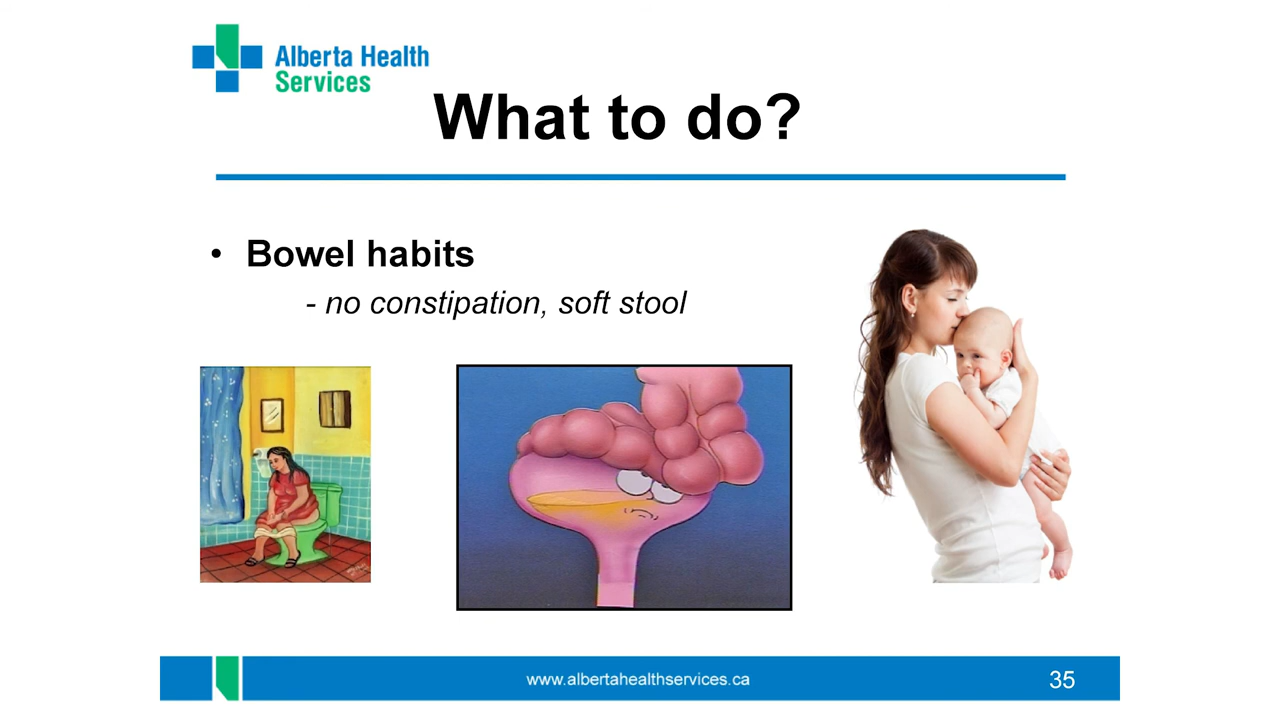 Alberta Health
Services
What to do?
• Bowel habits
- no constipation, soft stool
www.albertahealthservices.ca
35